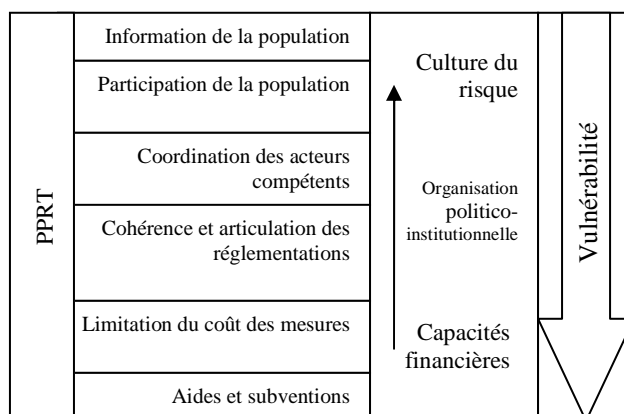 PPRT
Information de la population
Participation de la population
Coordination des acteurs
compétents
Cohérence et articulation des
réglementations
Limitation du coût des mesures
Aides et subventions
Culture du
risque
Organisation
politico-
institutionnelle
Capacités
financières
Vulnérabilité